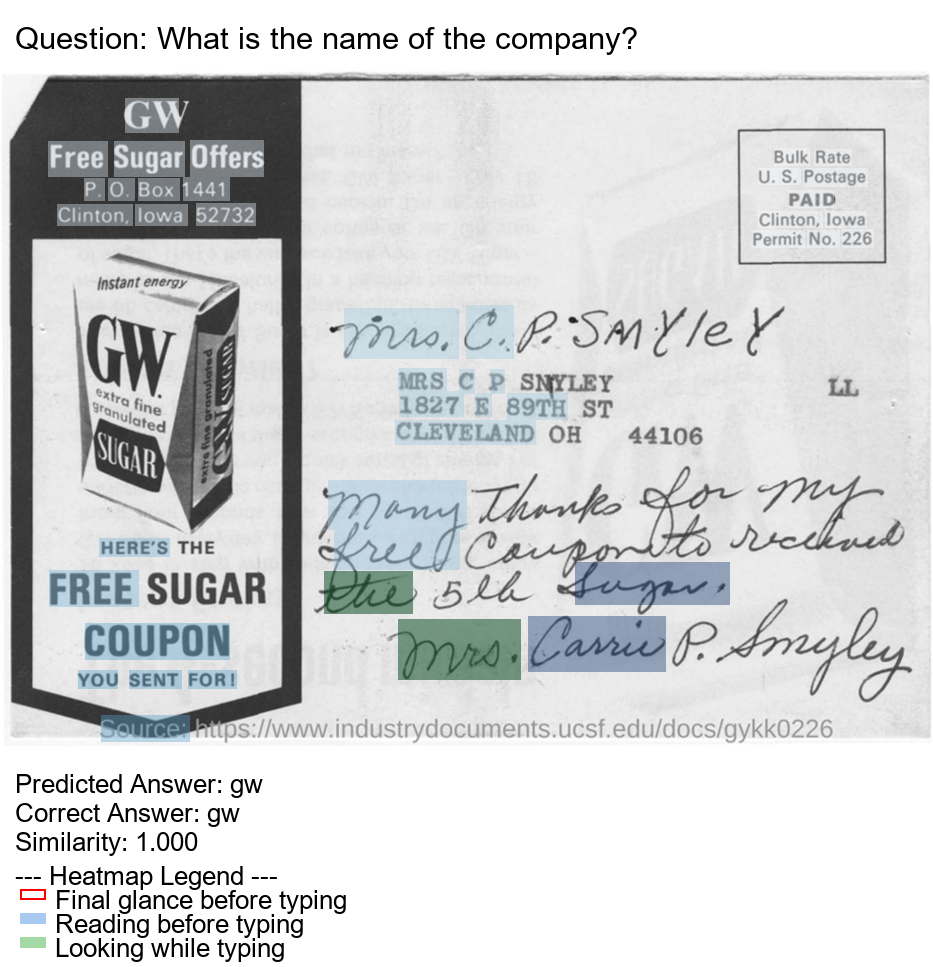 Question: What is the name of the company?
GW
Free Sugar Offers
P. O. Box 1441
Clinton, Iowa 52732
Bulk Rate
U. S. Postage
PAID
Clinton, Iowa
Permit No. 226
Instant energy
GW.
extra fine
granulated
SUGAR
extra fine granulated
GW SUGAR
Mrs. C. P. SMYleY
MRS C P SNYLEY
1827 E 89TH ST
CLEVELAND OH 44106
LL
Many Thanks for my
free Coupon to received
the 5 lb Sugar.
Mrs. Carrie P. Smyley
HERE'S THE
FREE SUGAR
COUPON
YOU SENT FOR!
Source: https://www.industrydocuments.ucsf.edu/docs/gykk0226
Predicted Answer: gw
Correct Answer: gw
Similarity: 1.000
--- Heatmap Legend ---
Final glance before typing
Reading before typing
Looking while typing